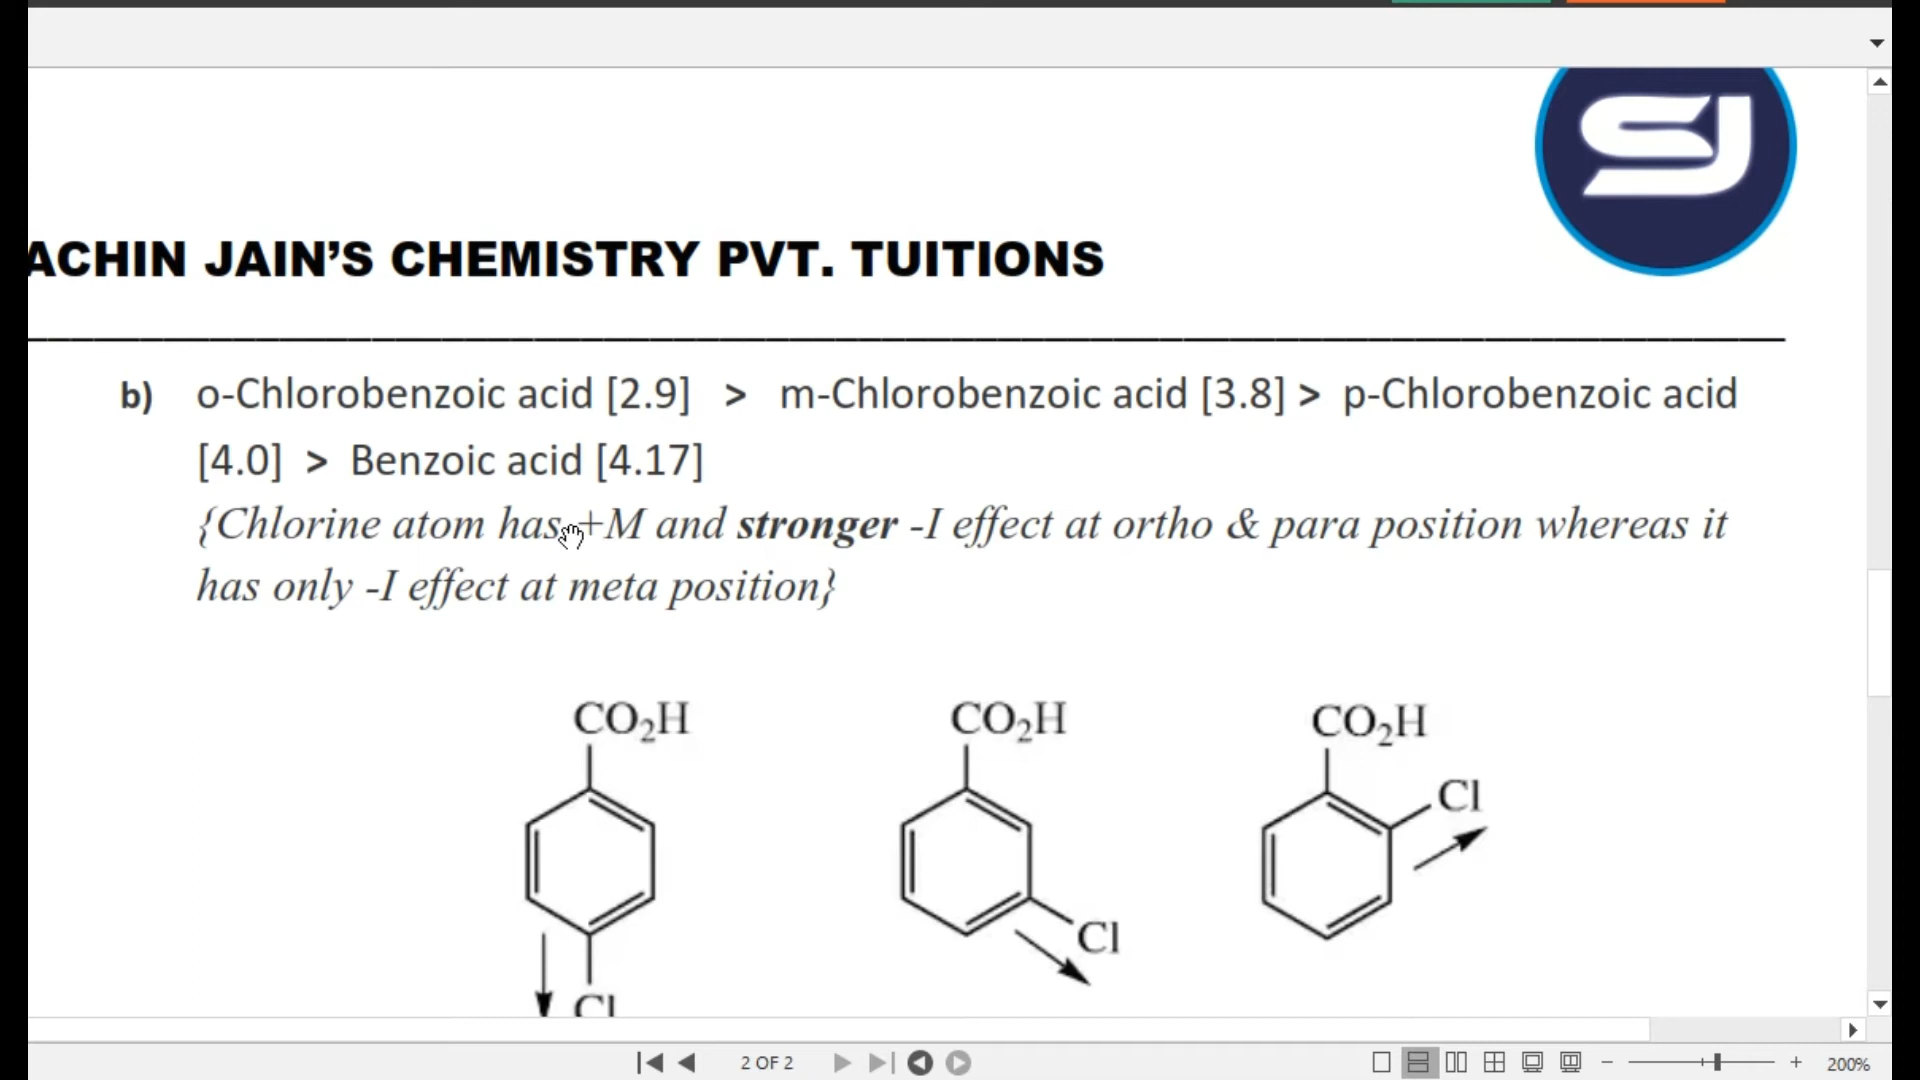 SJ
ACHIN JAIN’S CHEMISTRY PVT. TUITIONS
b) o-Chlorobenzoic acid [2.9] > m-Chlorobenzoic acid [3.8] > p-Chlorobenzoic acid
[4.0] > Benzoic acid [4.17]
{Chlorine atom has +M and stronger -I effect at ortho & para position whereas it
has only -I effect at meta position}
CO₂H CO₂H CO₂H
Cl
Cl
Cl
2 OF 2
200%